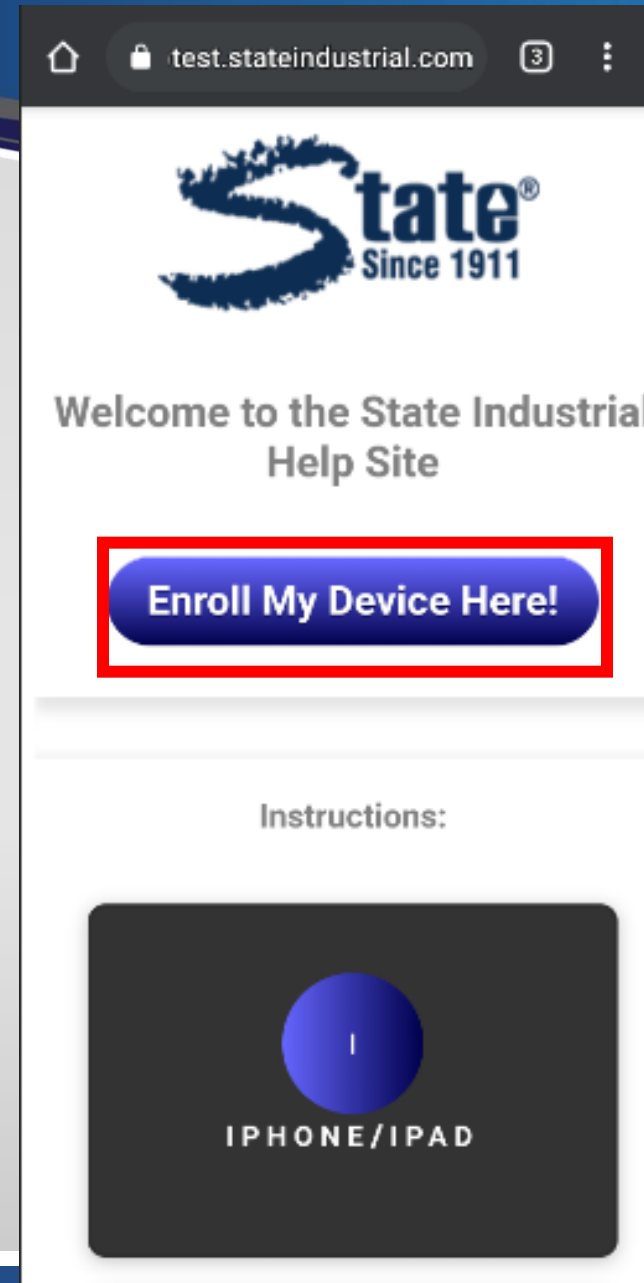 test.stateindustrial.com
3
State®
Since 1911
Welcome to the State Industrial
Help Site
Enroll My Device Here!
Instructions:
I
IPHONE/IPAD